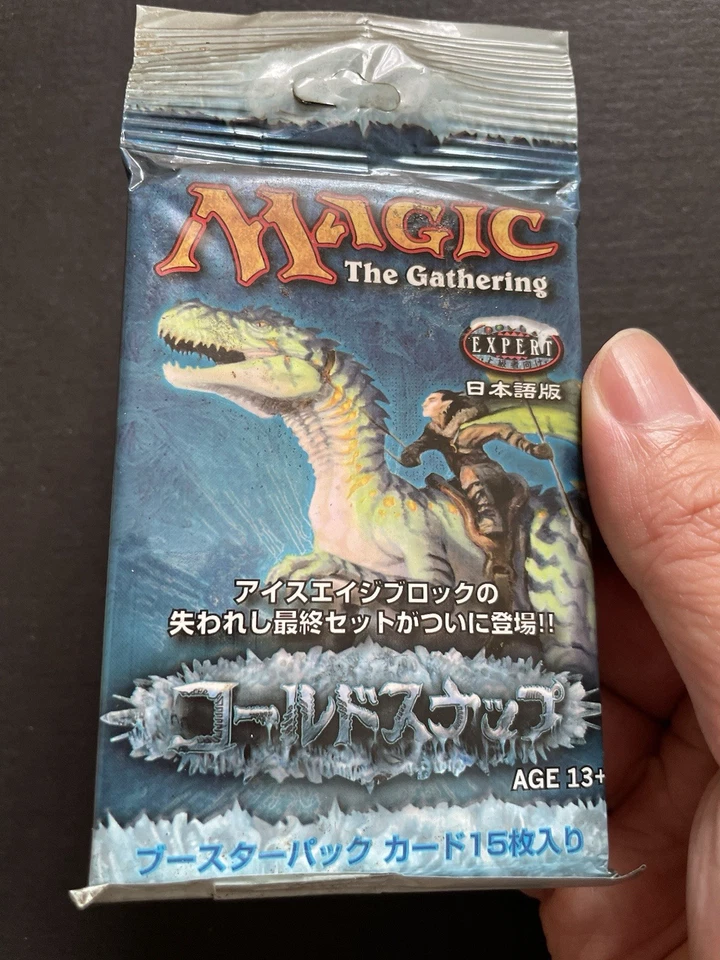 MAGIC
The Gathering
EXPERT
日本語版
アイスエイジブロックの
失われし最終セットがついに登場!!
コールドスナップ
AGE 13+
ブースターパック カード15枚入り